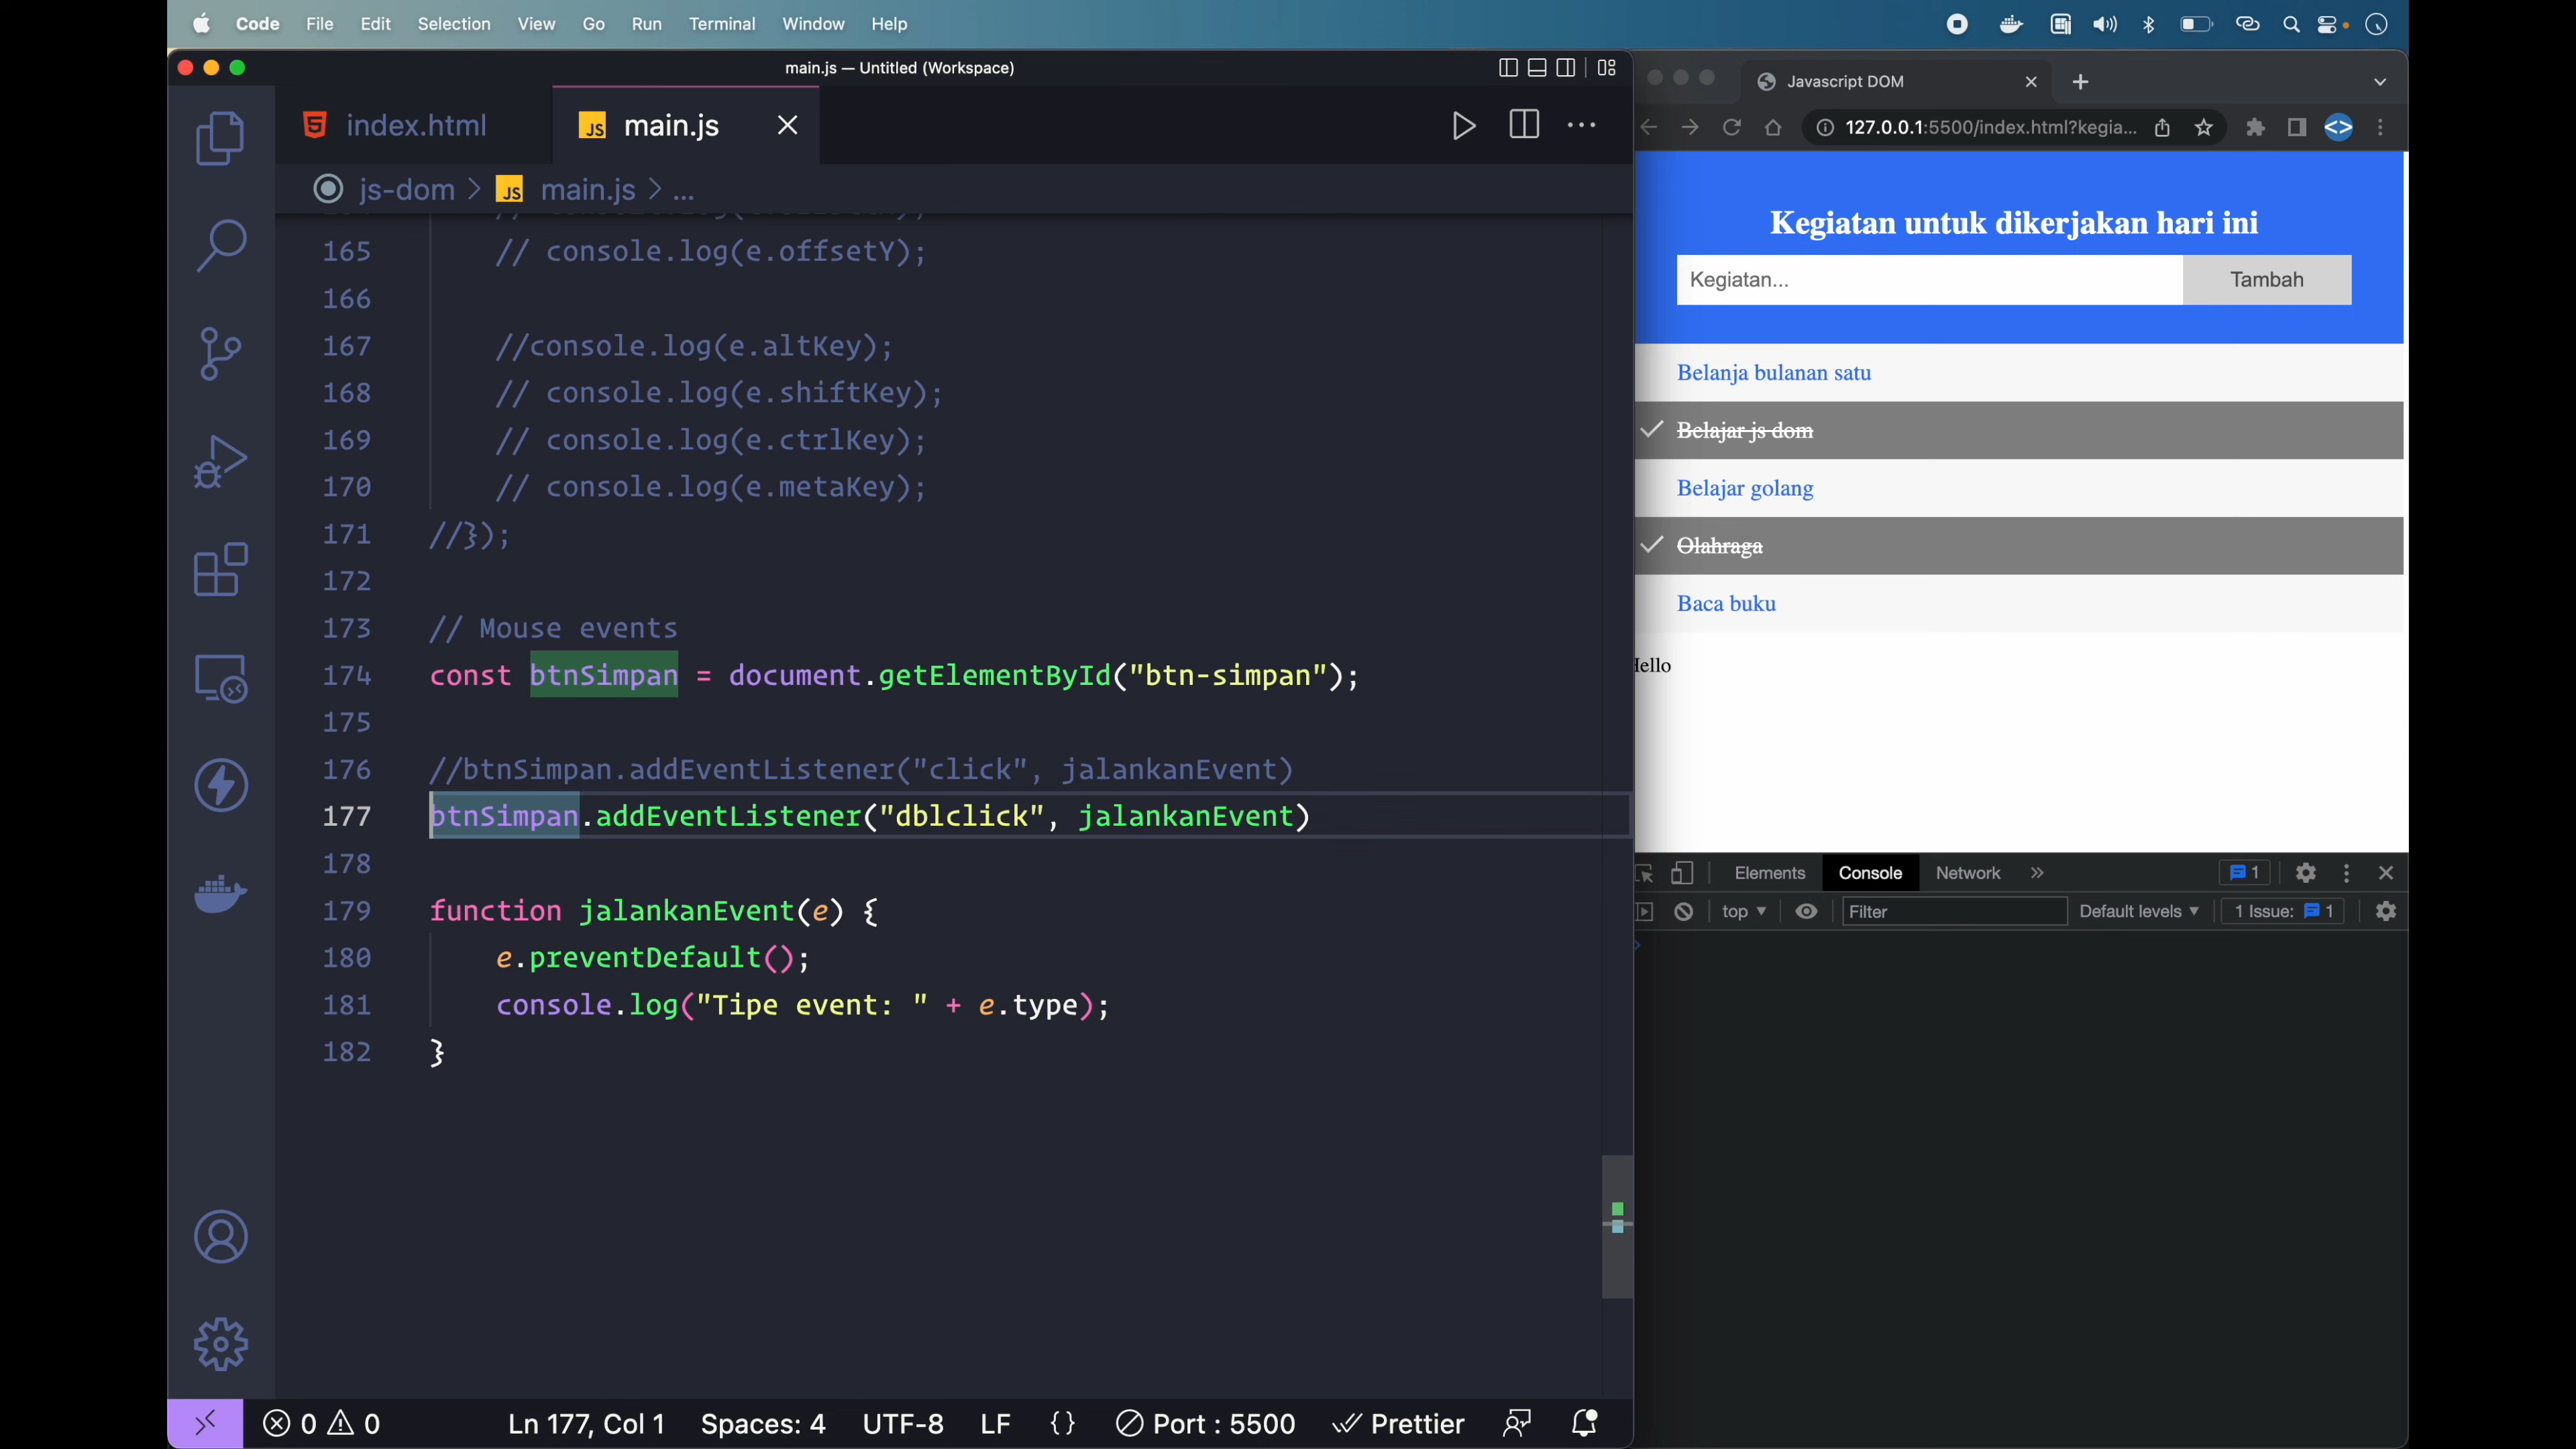 Code File Edit Selection View Go Run Terminal Window Help
main.js — Untitled (Workspace)
index.html
JS main.js
js-dom > JS main.js > ...
165 // console.log(e.offsetY);
166
167 //console.log(e.altKey);
168 // console.log(e.shiftKey);
169 // console.log(e.ctrlKey);
170 // console.log(e.metaKey);
171 //});
172
173 // Mouse events
174 const btnSimpan = document.getElementById("btn-simpan");
175
176 //btnSimpan.addEventListener("click", jalankanEvent)
177 btnSimpan.addEventListener("dblclick", jalankanEvent)
178
179 function jalankanEvent(e) {
180 e.preventDefault();
181 console.log("Tipe event: " + e.type);
182 }
0 0 Ln 177, Col 1 Spaces: 4 UTF-8 LF {} Port : 5500 Prettier
Javascript DOM
127.0.0.1:5500/index.html?kegia...
Kegiatan untuk dikerjakan hari ini
Kegiatan... Tambah
Belanja bulanan satu
Belajar js dom
Belajar golang
Olahraga
Baca buku
Hello
Elements Console Network 1
top Filter Default levels 1 Issue: 1